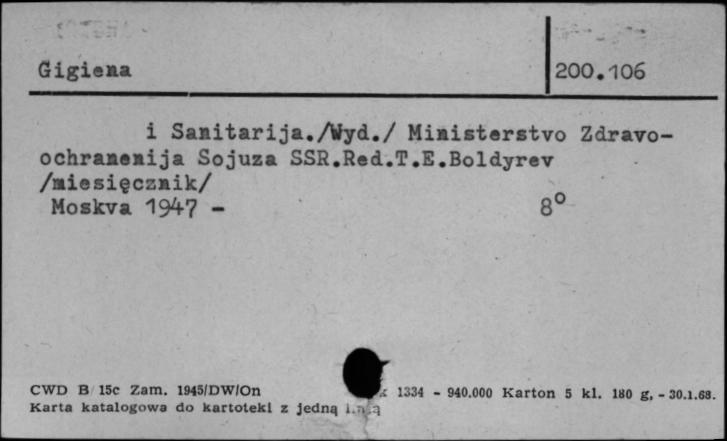 Gigiena 200.106
i Sanitarija./Wyd./ Ministerstvo Zdravo-
ochranenija Sojuza SSR.Red.T.E.Boldyrev
/miesięcznik/
Moskva 1947 - 8°
CWD B 15c Zam. 1945/DW/On 1334 - 940.000 Karton 5 kl. 180 g, - 30.1.68.
Karta katalogowa do kartoteki z jedną